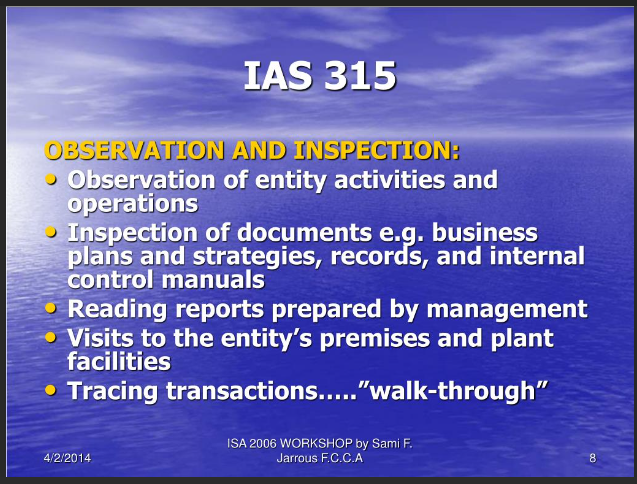 IAS 315
OBSERVATION AND INSPECTION:
• Observation of entity activities and
operations
• Inspection of documents e.g. business
plans and strategies, records, and internal
control manuals
• Reading reports prepared by management
• Visits to the entity’s premises and plant
facilities
• Tracing transactions…..”walk-through”
4/2/2014
ISA 2006 WORKSHOP by Sami F.
Jarrous F.C.C.A
8